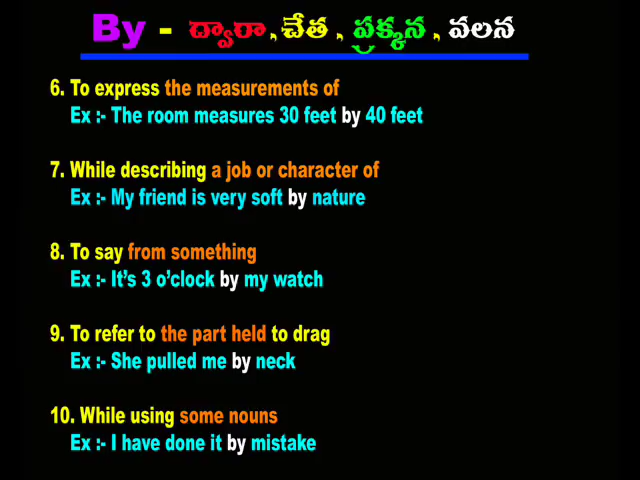 By - ద్వారా , చేత , ప్రక్కన , వలన
6. To express the measurements of
Ex :- The room measures 30 feet by 40 feet
7. While describing a job or character of
Ex :- My friend is very soft by nature
8. To say from something
Ex :- It's 3 o'clock by my watch
9. To refer to the part held to drag
Ex :- She pulled me by neck
10. While using some nouns
Ex :- I have done it by mistake